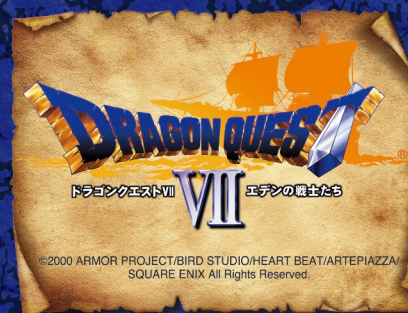 DRAGON QUEST
®
ドラゴンクエストVII エデンの戦士たち
VII
©2000 ARMOR PROJECT/BIRD STUDIO/HEART BEAT/ARTEPIAZZA/
SQUARE ENIX All Rights Reserved.